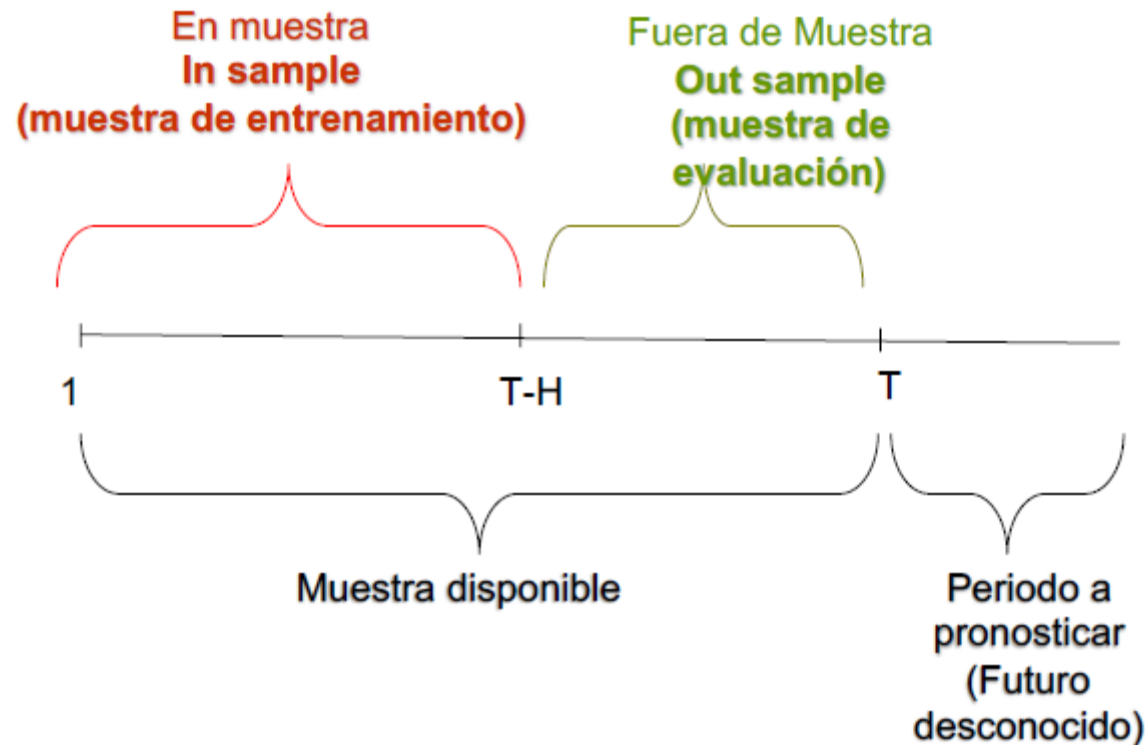 En muestra
In sample
(muestra de entrenamiento)
Fuera de Muestra
Out sample
(muestra de
evaluación)
1
T-H
T
Muestra disponible
Periodo a
pronosticar
(Futuro
desconocido)